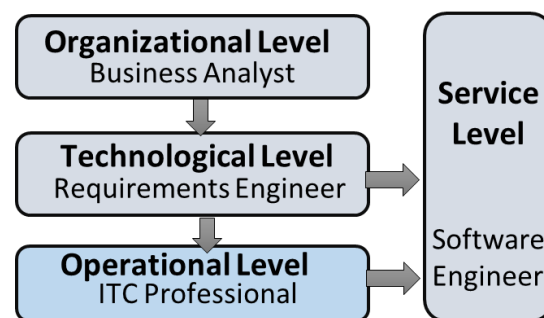 Organizational Level
Business Analyst
Technological Level
Requirements Engineer
Operational Level
ITC Professional
Service
Level
Software
Engineer